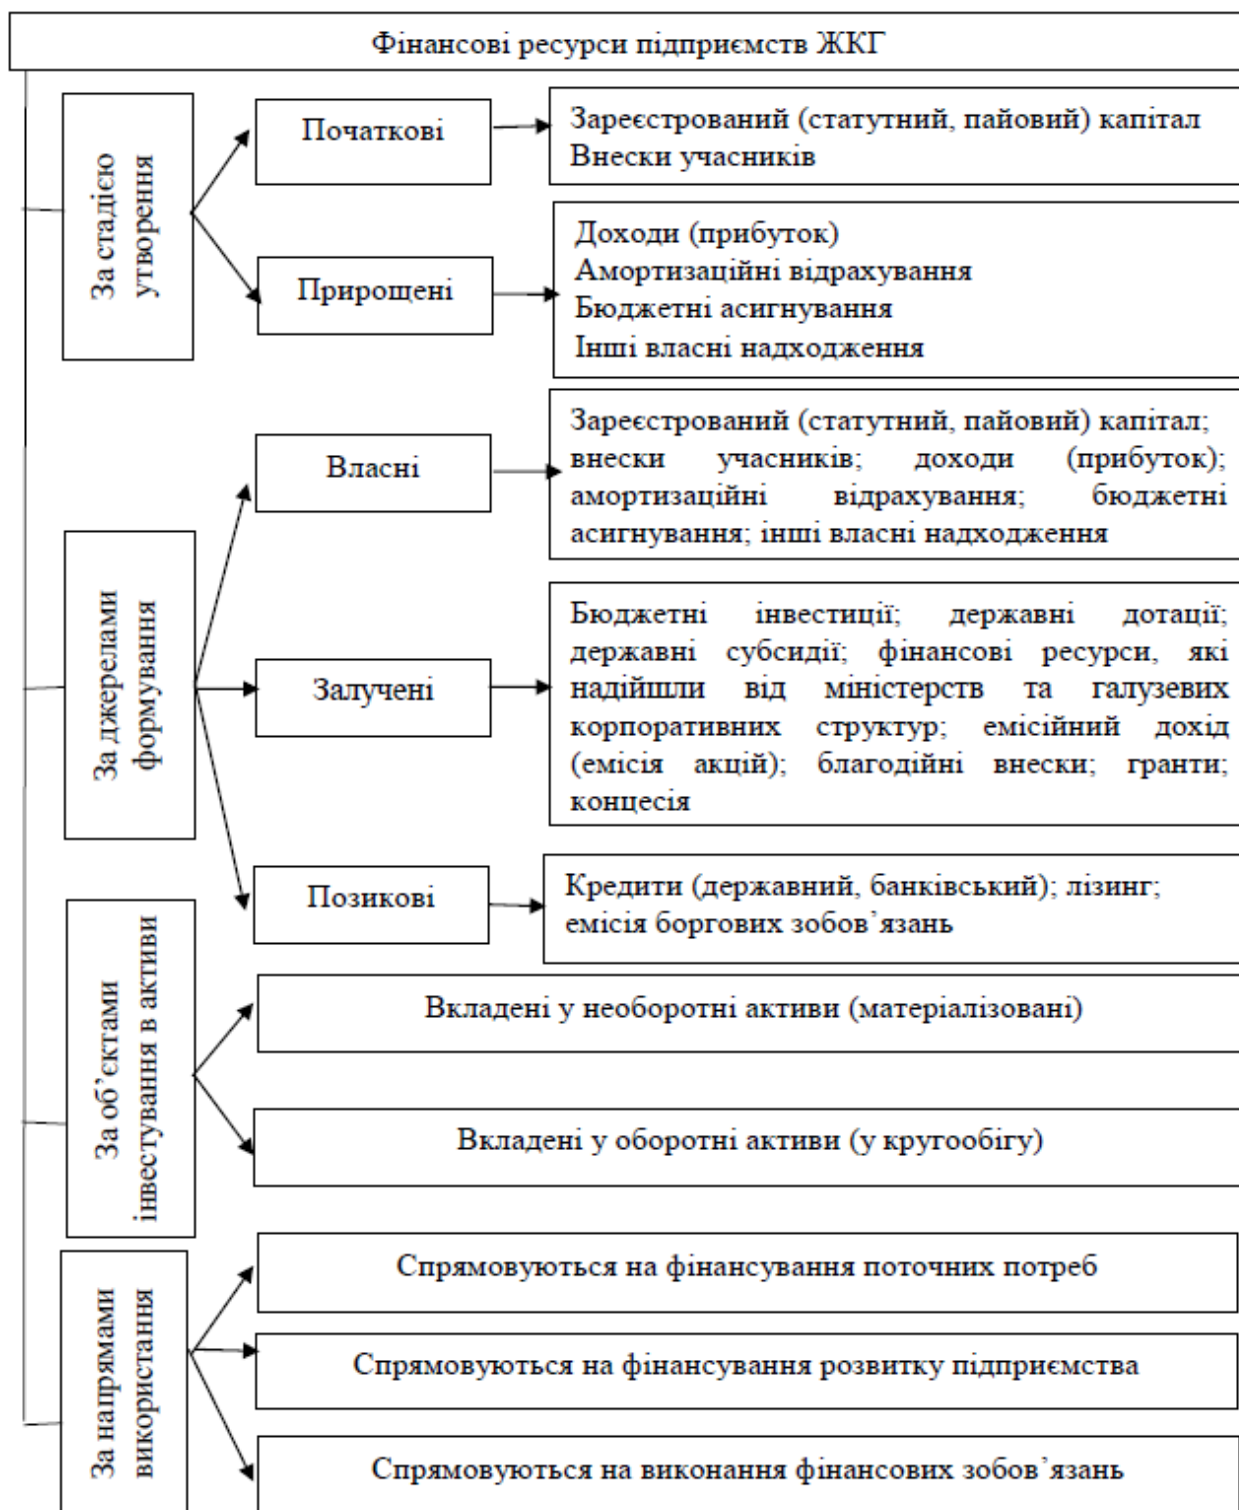 Фінансові ресурси підприємств ЖКГ
За стадією
утворення
Початкові
Зареєстрований (статутний, пайовий) капітал
Внески учасників
Прирощені
Доходи (прибуток)
Амортизаційні відрахування
Бюджетні асигнування
Інші власні надходження
За джерелами
формування
Власні
Зареєстрований (статутний, пайовий) капітал;
внески учасників; доходи (прибуток);
амортизаційні відрахування; бюджетні
асигнування; інші власні надходження
Залучені
Бюджетні інвестиції; державні дотації;
державні субсидії; фінансові ресурси, які
надійшли від міністерств та галузевих
корпоративних структур; емісійний дохід
(емісія акцій); благодійні внески; гранти;
концесія
Позикові
Кредити (державний, банківський); лізинг;
емісія боргових зобов’язань
За об’єктами
інвестування в активи
Вкладені у необоротні активи (матеріалізовані)
Вкладені у оборотні активи (у кругообігу)
За напрямами
використання
Спрямовуються на фінансування поточних потреб
Спрямовуються на фінансування розвитку підприємства
Спрямовуються на виконання фінансових зобов’язань